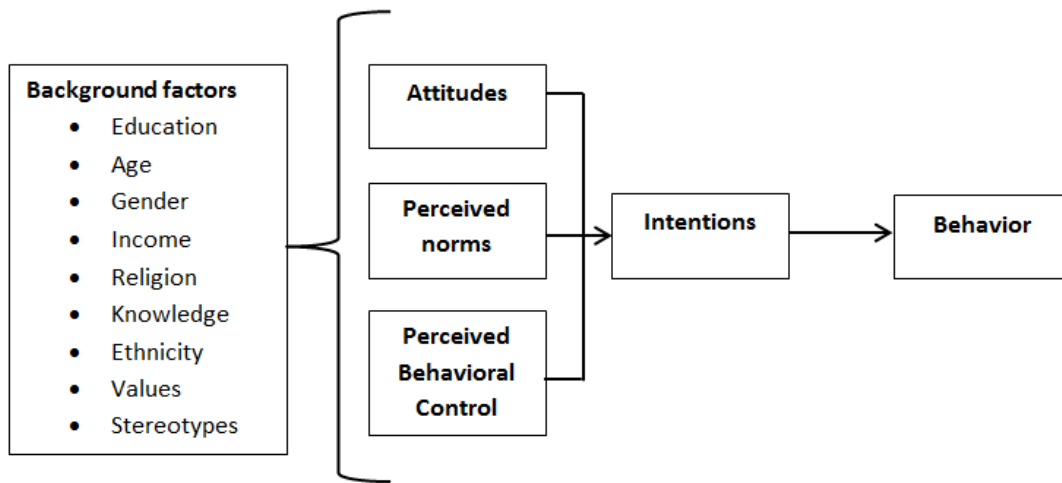 Background factors
• Education
• Age
• Gender
• Income
• Religion
• Knowledge
• Ethnicity
• Values
• Stereotypes
Attitudes
Perceived
norms
Perceived
Behavioral
Control
Intentions
Behavior